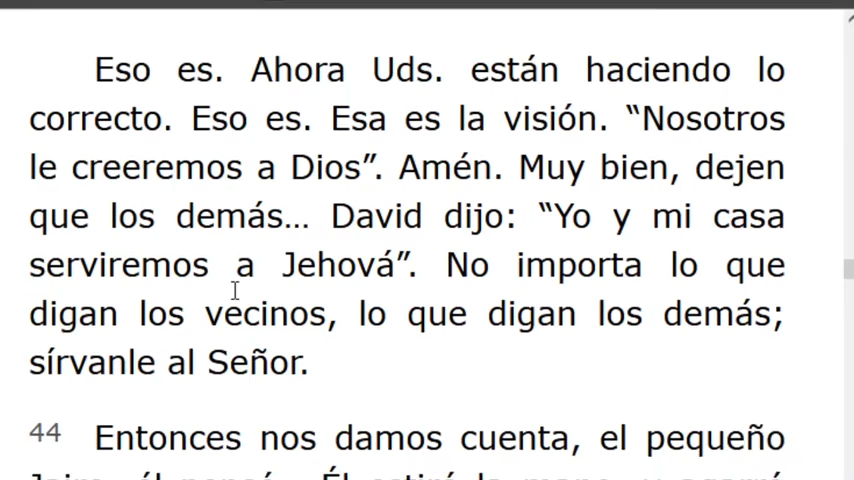 Eso es. Ahora Uds. están haciendo lo
correcto. Eso es. Esa es la visión. “Nosotros
le creeremos a Dios”. Amén. Muy bien, dejen
que los demás… David dijo: “Yo y mi casa
serviremos a Jehová”. No importa lo que
digan los vecinos, lo que digan los demás;
sírvanle al Señor.
44 Entonces nos damos cuenta, el pequeño